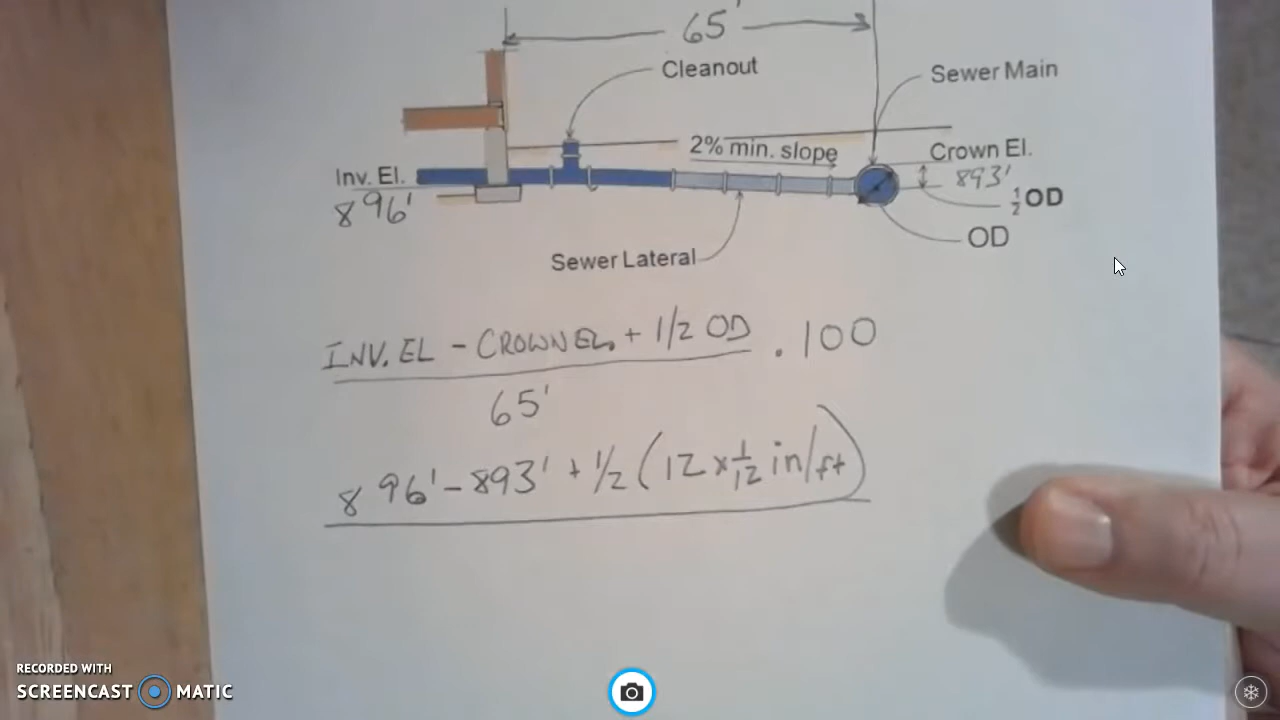 65'
Cleanout
Sewer Main
2% min. slope
Crown El.
893'
Inv. El.
896'
½OD
OD
Sewer Lateral
INV. EL - CROWN EL. + 1/2 OD . 100
65'
896' - 893' + 1/2 (12 x 1/12 in/ft)
RECORDED WITH
SCREENCAST MATIC